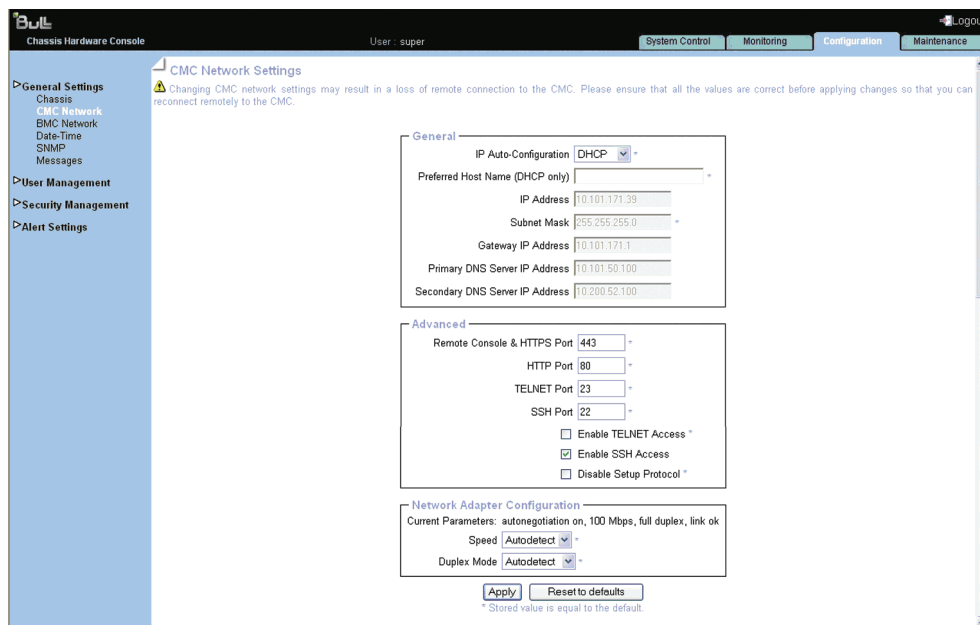 Bull
Logou
Chassis Hardware Console
User : super
System Control
Monitoring
Configuration
Maintenance
General Settings
Chassis
CMC Network
BMC Network
Date-Time
SNMP
Messages
User Management
Security Management
Alert Settings
CMC Network Settings
Changing CMC network settings may result in a loss of remote connection to the CMC. Please ensure that all the values are correct before applying changes so that you can
reconnect remotely to the CMC.
General
IP Auto-Configuration DHCP *
Preferred Host Name (DHCP only) *
IP Address 10.101.171.39
Subnet Mask 255.255.255.0 *
Gateway IP Address 10.101.171.1
Primary DNS Server IP Address 10.101.50.100
Secondary DNS Server IP Address 10.200.52.100
Advanced
Remote Console & HTTPS Port 443 *
HTTP Port 80 *
TELNET Port 23 *
SSH Port 22 *
Enable TELNET Access *
Enable SSH Access
Disable Setup Protocol *
Network Adapter Configuration
Current Parameters: autonegotiation on, 100 Mbps, full duplex, link ok
Speed Autodetect *
Duplex Mode Autodetect *
Apply Reset to defaults
* Stored value is equal to the default.